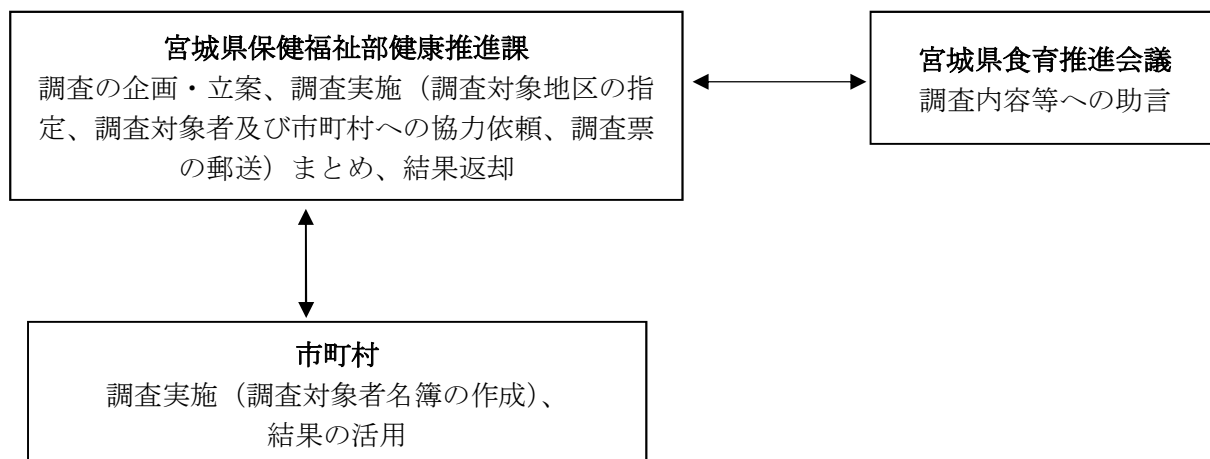 宮城県保健福祉部健康推進課
調査の企画・立案、調査実施（調査対象地区の指
定、調査対象者及び市町村への協力依頼、調査票
の郵送）まとめ、結果返却
宮城県食育推進会議
調査内容等への助言
市町村
調査実施（調査対象者名簿の作成）、
結果の活用